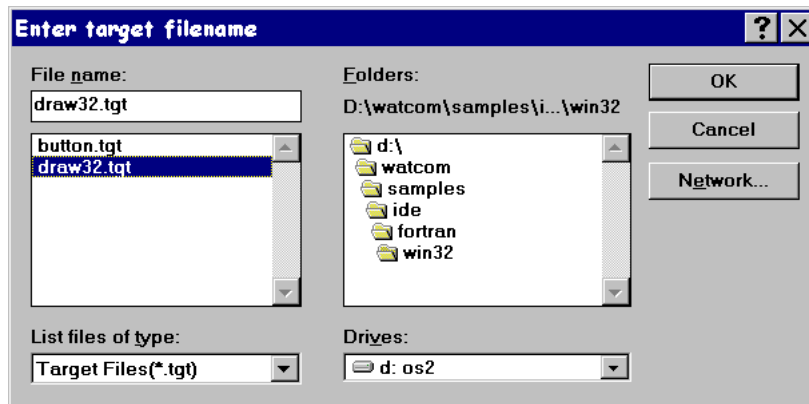 Enter target filename
? X
File name:
draw32.tgt
button.tgt
draw32.tgt
List files of type:
Target Files(*.tgt)
Folders:
D:\watcom\samples\i...\win32
d:\
watcom
samples
ide
fortran
win32
Drives:
d: os2
OK
Cancel
Network...